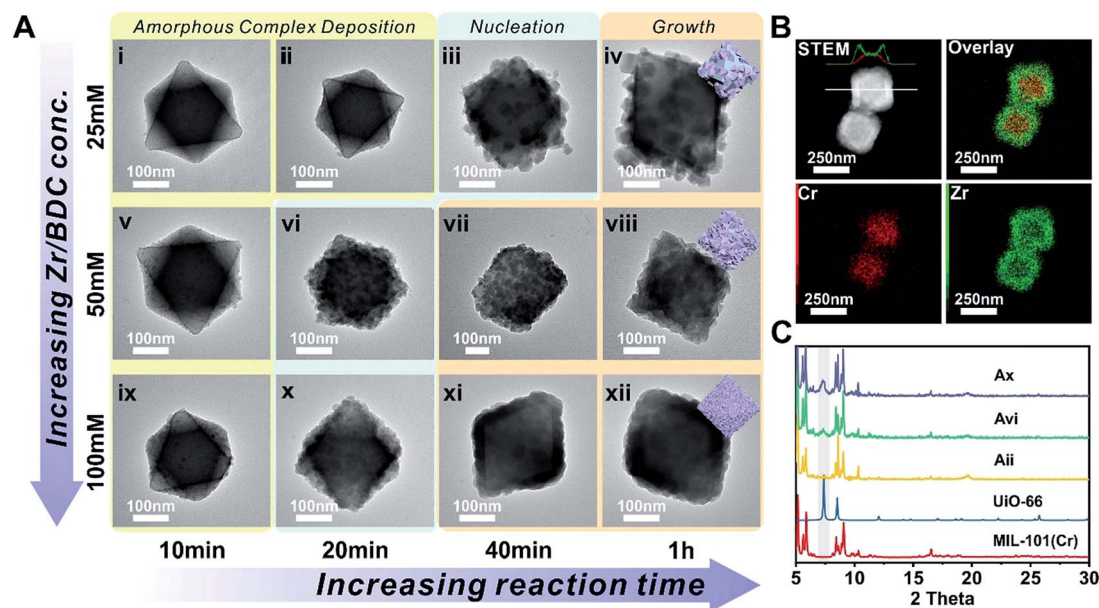 A
Amorphous Complex Deposition
Nucleation
Growth
Increasing Zr/BDC conc.
25mM
i
100nm
ii
100nm
iii
100nm
iv
100nm
50mM
v
100nm
vi
100nm
vii
100nm
viii
100nm
100mM
ix
100nm
x
100nm
xi
100nm
xii
100nm
10min
20min
40min
1h
Increasing reaction time
B
STEM
250nm
Overlay
250nm
Cr
250nm
Zr
250nm
C
Ax
Avi
Aii
UiO-66
MIL-101(Cr)
5
10
15
20
25
30
2 Theta